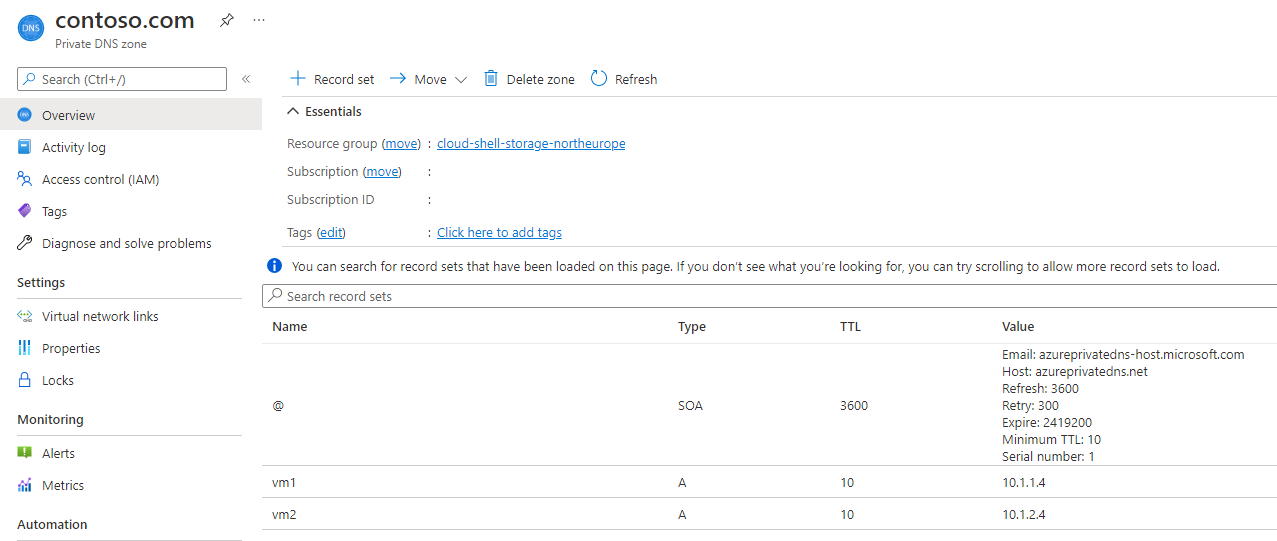 contoso.com
Private DNS zone
DNS
Search (Ctrl+/)
Overview
Activity log
Access control (IAM)
Tags
Diagnose and solve problems
Settings
Virtual network links
Properties
Locks
Monitoring
Alerts
Metrics
Automation
Record set Move Delete zone Refresh
Essentials
Resource group (move) : cloud-shell-storage-northeurope
Subscription (move) :
Subscription ID :
Tags (edit) : Click here to add tags
You can search for record sets that have been loaded on this page. If you don't see what you're looking for, you can try scrolling to allow more record sets to load.
Search record sets
Name Type TTL Value
@ SOA 3600
Email: azureprivatedns-host.microsoft.com
Host: azureprivatedns.net
Refresh: 3600
Retry: 300
Expire: 2419200
Minimum TTL: 10
Serial number: 1
vm1 A 10 10.1.1.4
vm2 A 10 10.1.2.4